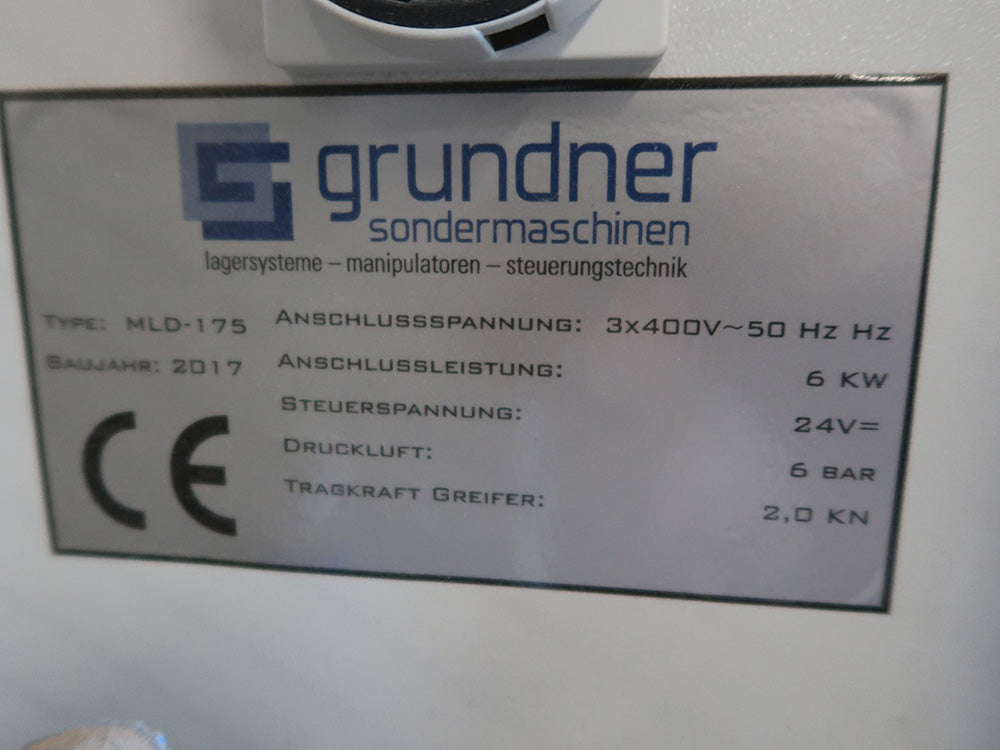 grundner
sondermaschinen
lagersysteme – manipulatoren – steuerungstechnik
TYPE: MLD-175 ANSCHLUSSSPANNUNG: 3x400V~50 Hz Hz
BAUJAHR: 2017 ANSCHLUSSLEISTUNG: 6 KW
STEUERSPANNUNG: 24V=
DRUCKLUFT: 6 BAR
TRAGKRAFT GREIFER: 2,0 KN
CE